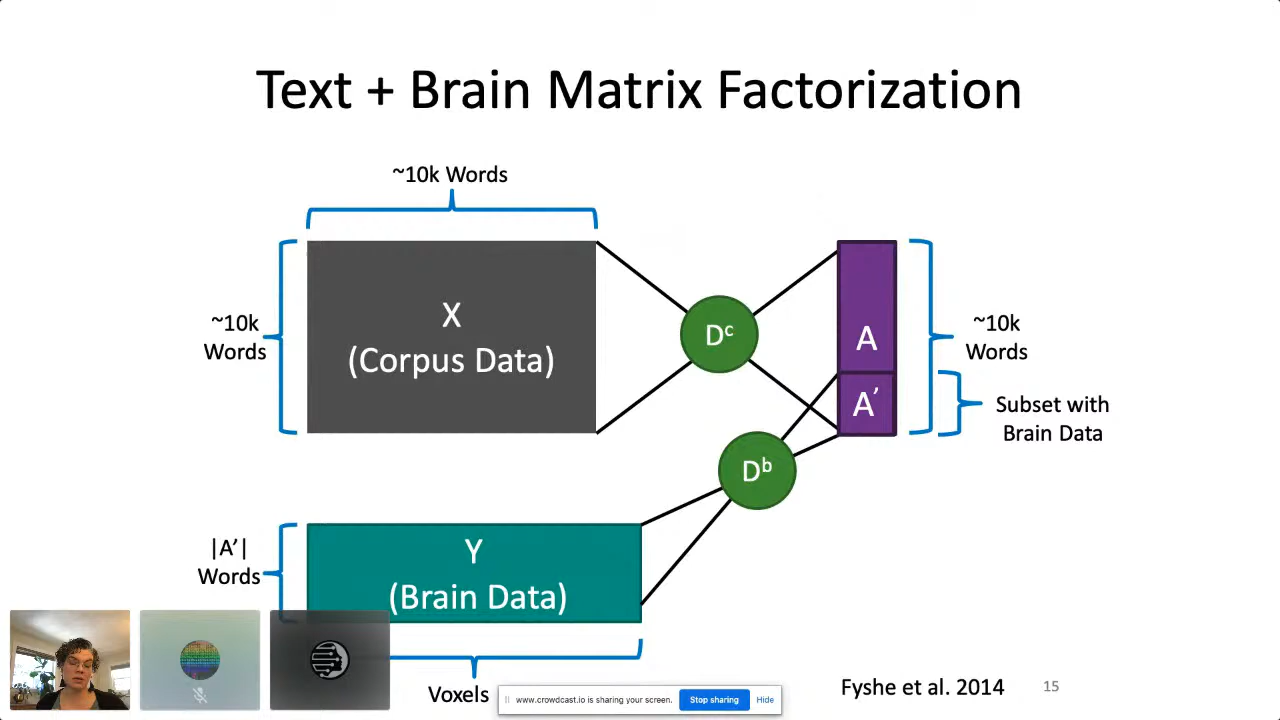 Text + Brain Matrix Factorization
~10k Words
~10k
Words
X
(Corpus Data)
Dᶜ
A
A′
~10k
Words
Subset with
Brain Data
Dᵇ
|A′|
Words
Y
(Brain Data)
Voxels
www.crowdcast.io is sharing your screen.
Stop sharing
Hide
Fyshe et al. 2014
15